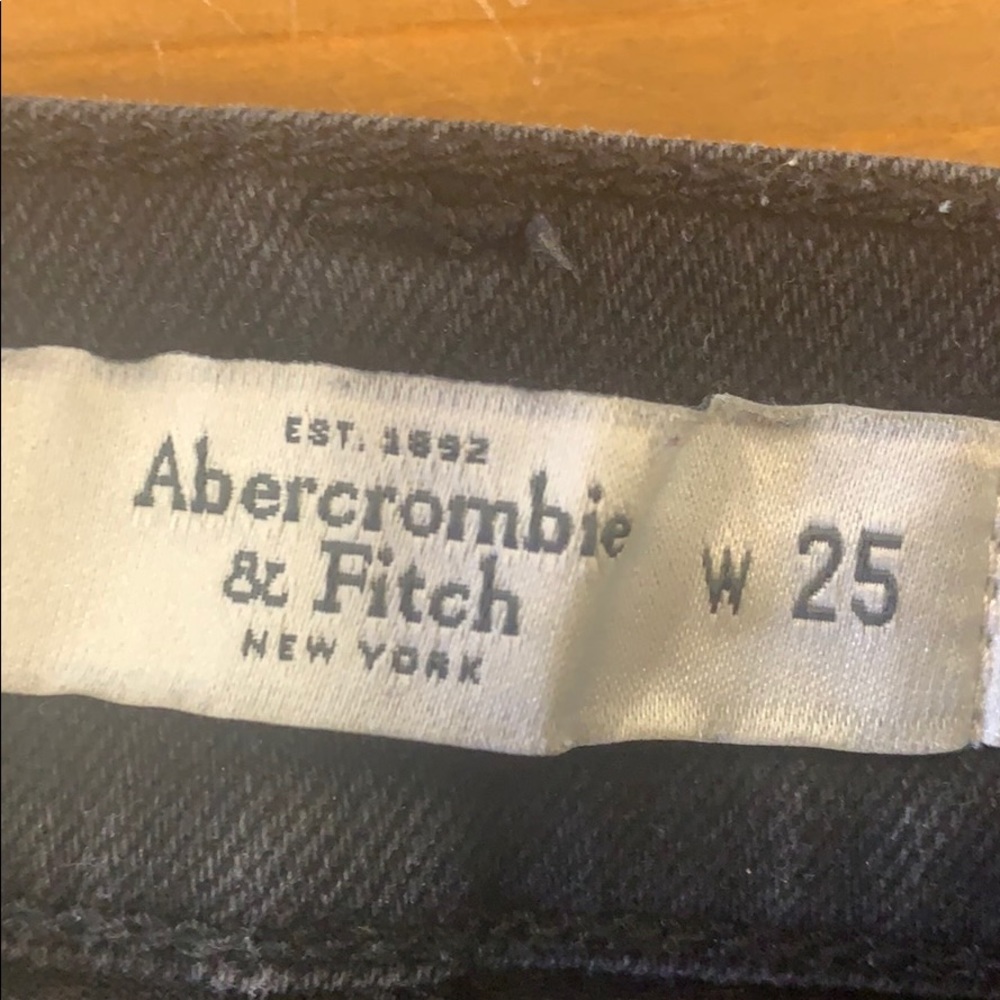 EST. 1892
Abercrombie
& Fitch
NEW YORK
W 25